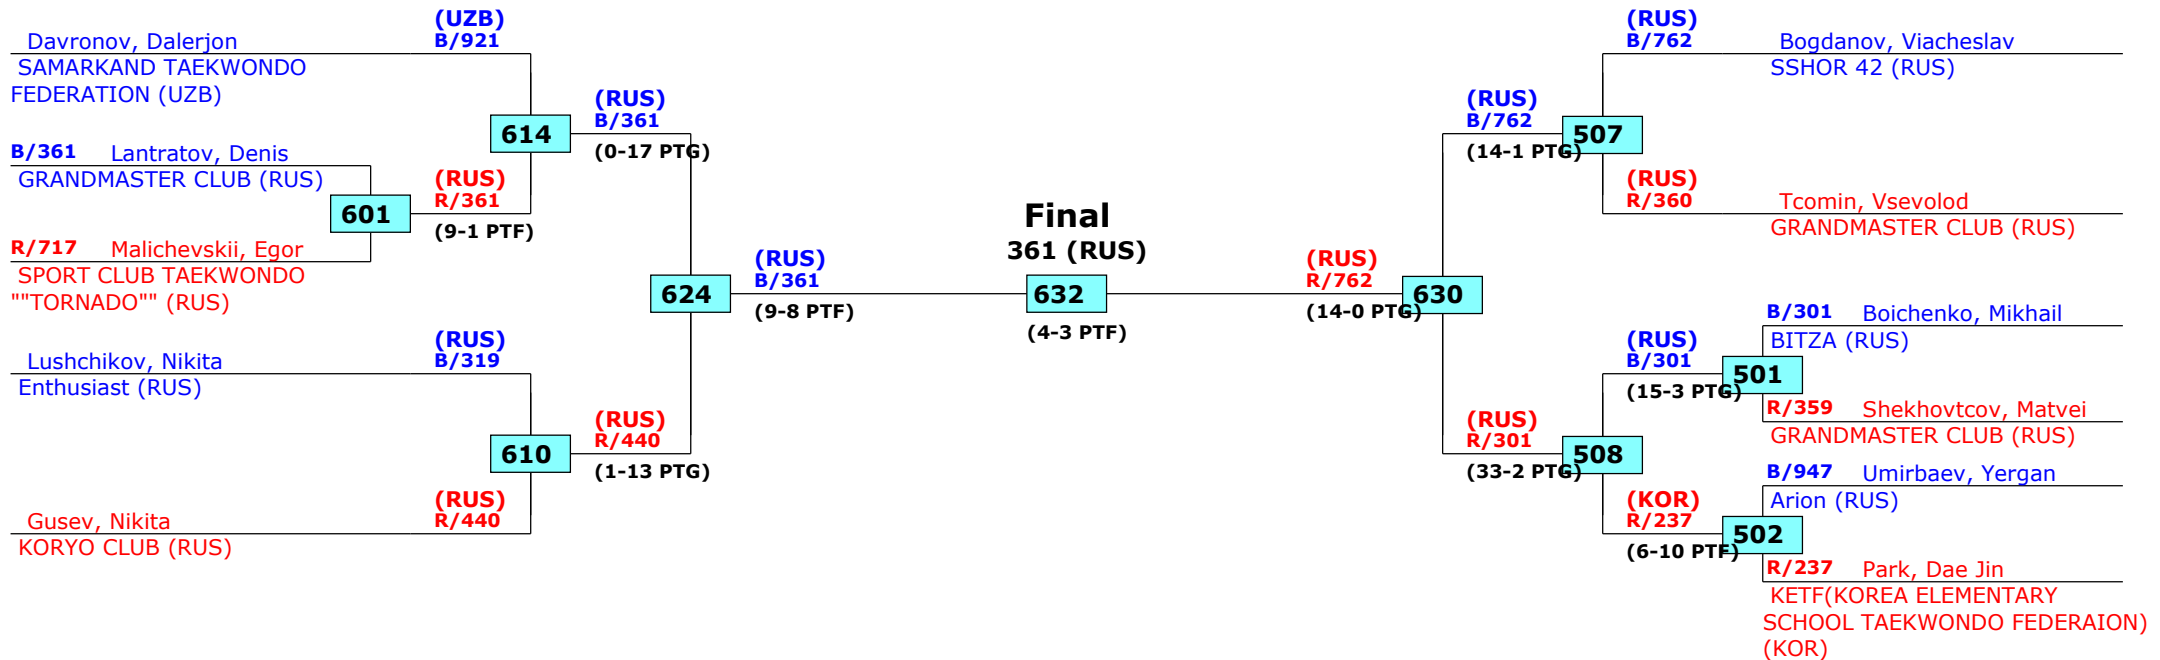 (UZB)
Davronov, Dalerjon B/921
SAMARKAND TAEKWONDO
FEDERATION (UZB)
614
(RUS)
B/361
(0-17 PTG)
B/361 Lantratov, Denis
GRANDMASTER CLUB (RUS)
601
(RUS)
R/361
(9-1 PTF)
R/717 Malichevskii, Egor
SPORT CLUB TAEKWONDO
""TORNADO"" (RUS)
624
(RUS)
B/361
(9-8 PTF)
(RUS)
Lushchikov, Nikita B/319
Enthusiast (RUS)
610
(RUS)
R/440
(1-13 PTG)
(RUS)
Gusev, Nikita R/440
KORYO CLUB (RUS)
Final
361 (RUS)
632
(4-3 PTF)
(RUS)
R/762
(14-0 PTG)
630
(RUS)
B/762
(14-1 PTG)
507
(RUS)
B/762 Bogdanov, Viacheslav
SSHOR 42 (RUS)
(RUS)
R/360 Tcomin, Vsevolod
GRANDMASTER CLUB (RUS)
(RUS)
R/301
(33-2 PTG)
508
(RUS)
B/301
(15-3 PTG)
501
B/301 Boichenko, Mikhail
BITZA (RUS)
R/359 Shekhovtcov, Matvei
GRANDMASTER CLUB (RUS)
(KOR)
R/237
(6-10 PTF)
502
B/947 Umirbaev, Yergan
Arion (RUS)
R/237 Park, Dae Jin
KETF(KOREA ELEMENTARY
SCHOOL TAEKWONDO FEDERAION)
(KOR)